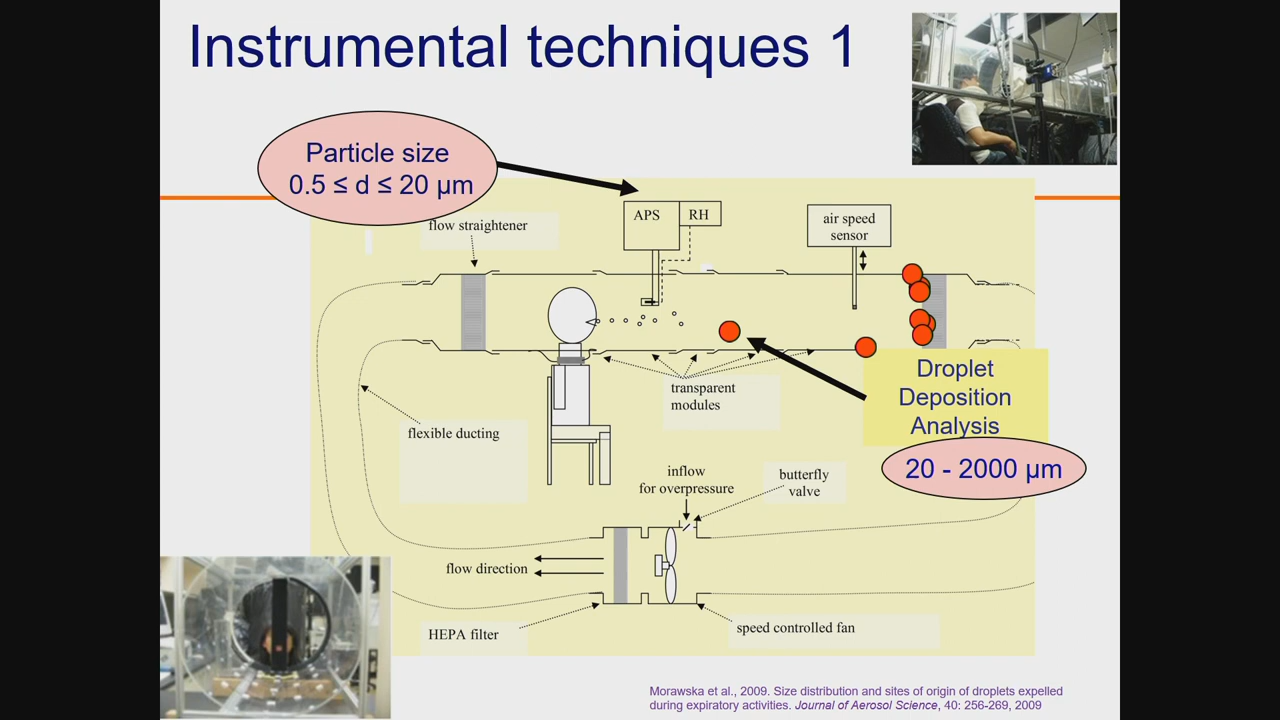 Instrumental techniques 1
Particle size
0.5 ≤ d ≤ 20 µm
flow straightener
APS
RH
air speed
sensor
transparent
modules
Droplet
Deposition
Analysis
20 - 2000 µm
flexible ducting
inflow
for overpressure
butterfly
valve
flow direction
HEPA filter
speed controlled fan
Morawska et al., 2009. Size distribution and sites of origin of droplets expelled
during expiratory activities. Journal of Aerosol Science, 40: 256-269, 2009